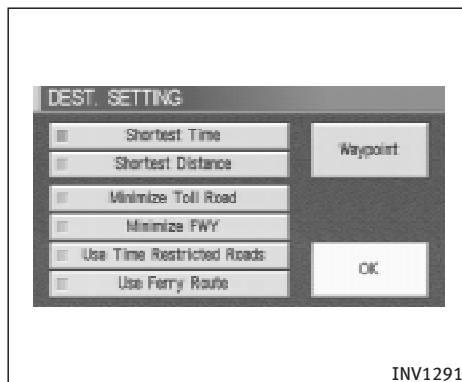 DEST. SETTING
Shortest Time
Shortest Distance
Waypoint
Minimize Toll Road
Minimize FWY
Use Time Restricted Roads
Use Ferry Route
OK
INV1291